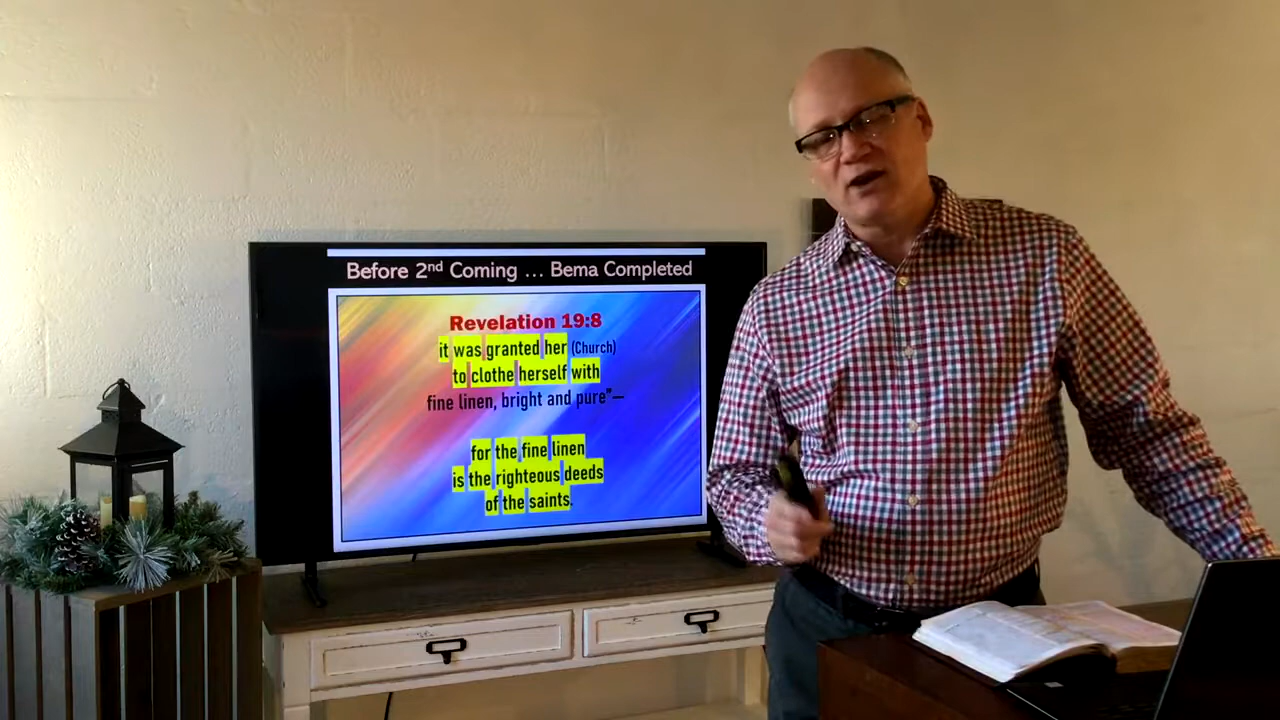 Before 2nd Coming ... Bema Completed
Revelation 19:8
it was granted her (Church)
to clothe herself with
fine linen, bright and pure"—
for the fine linen
is the righteous deeds
of the saints.